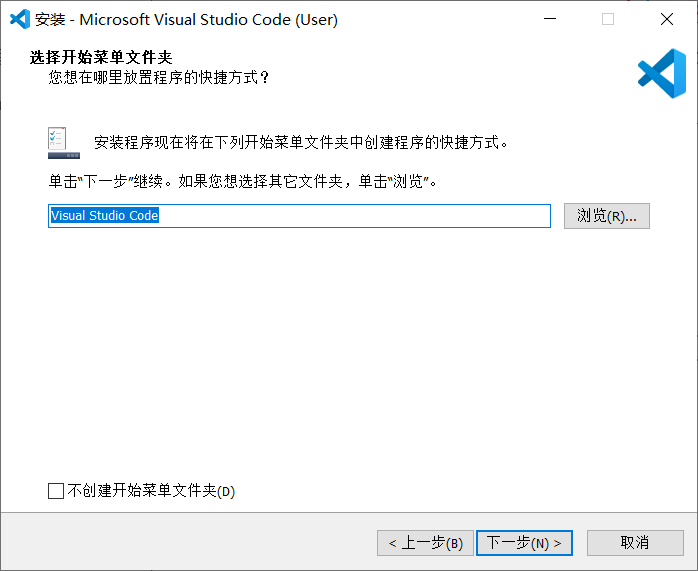 安装 - Microsoft Visual Studio Code (User)
选择开始菜单文件夹
您想在哪里放置程序的快捷方式？
安装程序现在将在下列开始菜单文件夹中创建程序的快捷方式。
单击“下一步”继续。如果您想选择其它文件夹，单击“浏览”。
Visual Studio Code
浏览(R)...
不创建开始菜单文件夹(D)
< 上一步(B)
下一步(N) >
取消